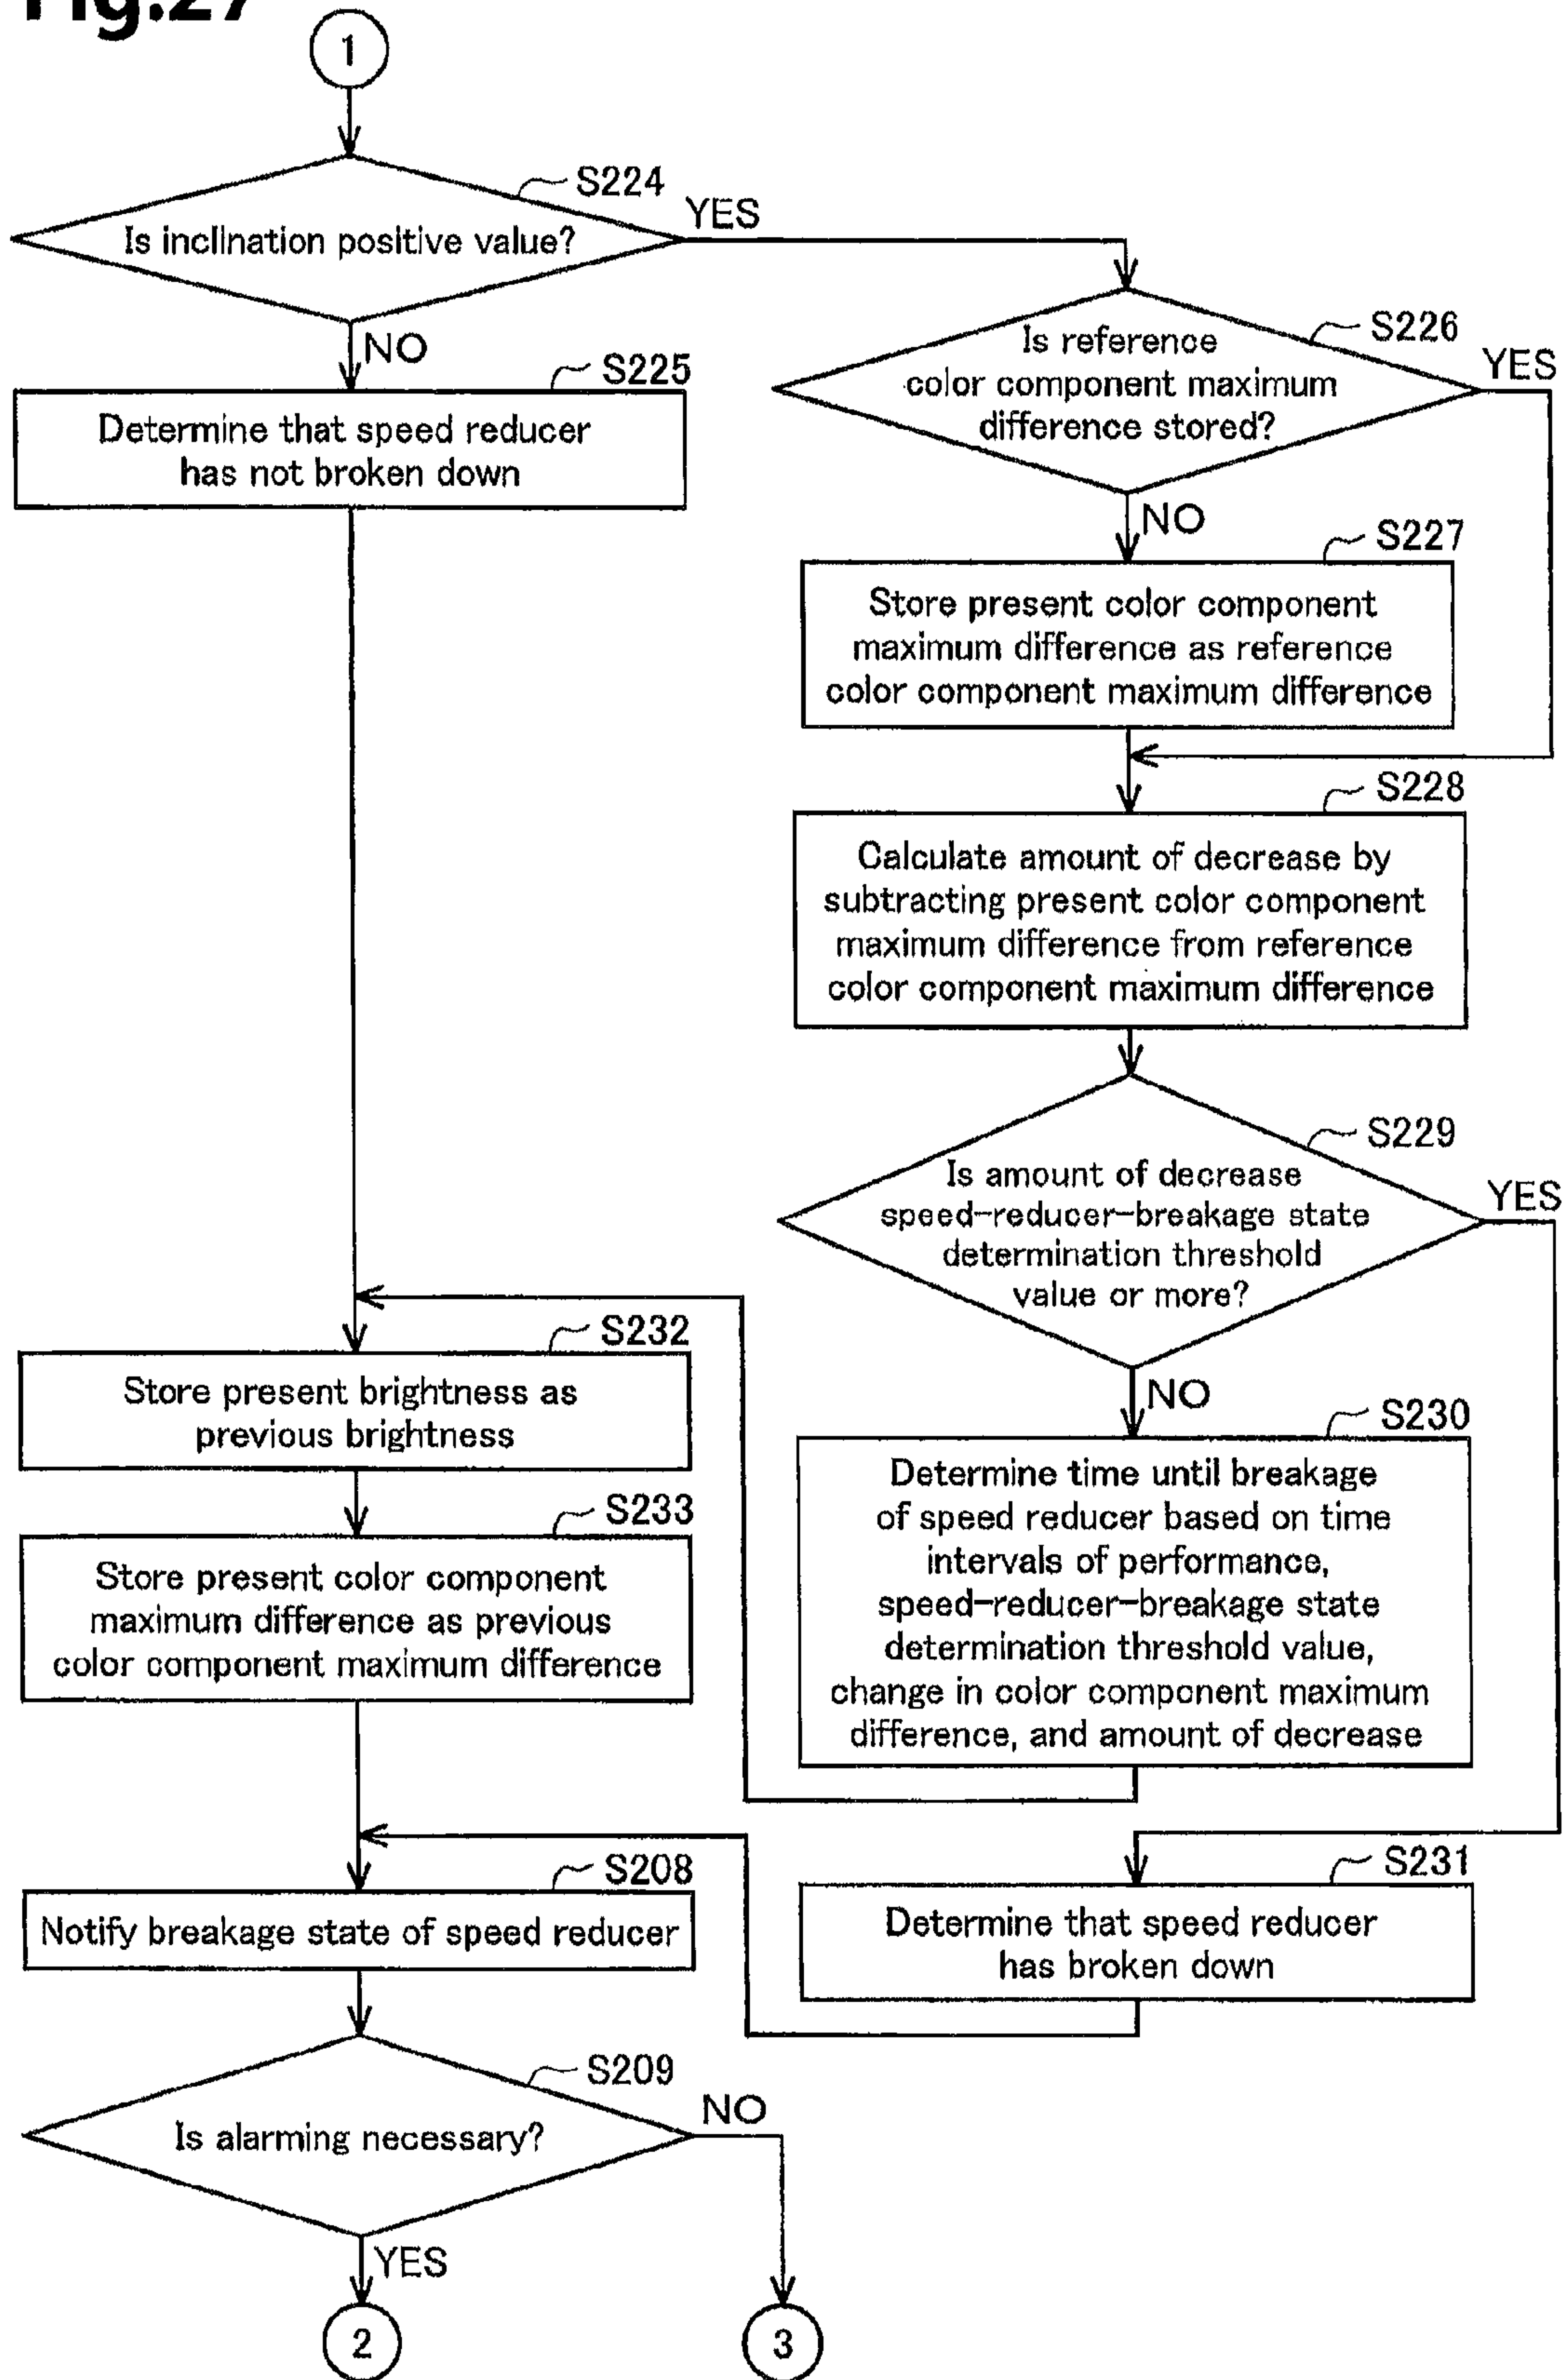 Fig.27
1
S224
Is inclination positive value?
YES
NO
S225
Determine that speed reducer
has not broken down
S226
Is reference
color component maximum
difference stored?
YES
NO
S227
Store present color component
maximum difference as reference
color component maximum difference
S228
Calculate amount of decrease by
subtracting present color component
maximum difference from reference
color component maximum difference
S229
Is amount of decrease
speed-reducer-breakage state
determination threshold
value or more?
YES
NO
S230
Determine time until breakage
of speed reducer based on time
intervals of performance,
speed-reducer-breakage state
determination threshold value,
change in color component maximum
difference, and amount of decrease
S231
Determine that speed reducer
has broken down
S232
Store present brightness as
previous brightness
S233
Store present color component
maximum difference as previous
color component maximum difference
S208
Notify breakage state of speed reducer
S209
Is alarming necessary?
NO
YES
2
3